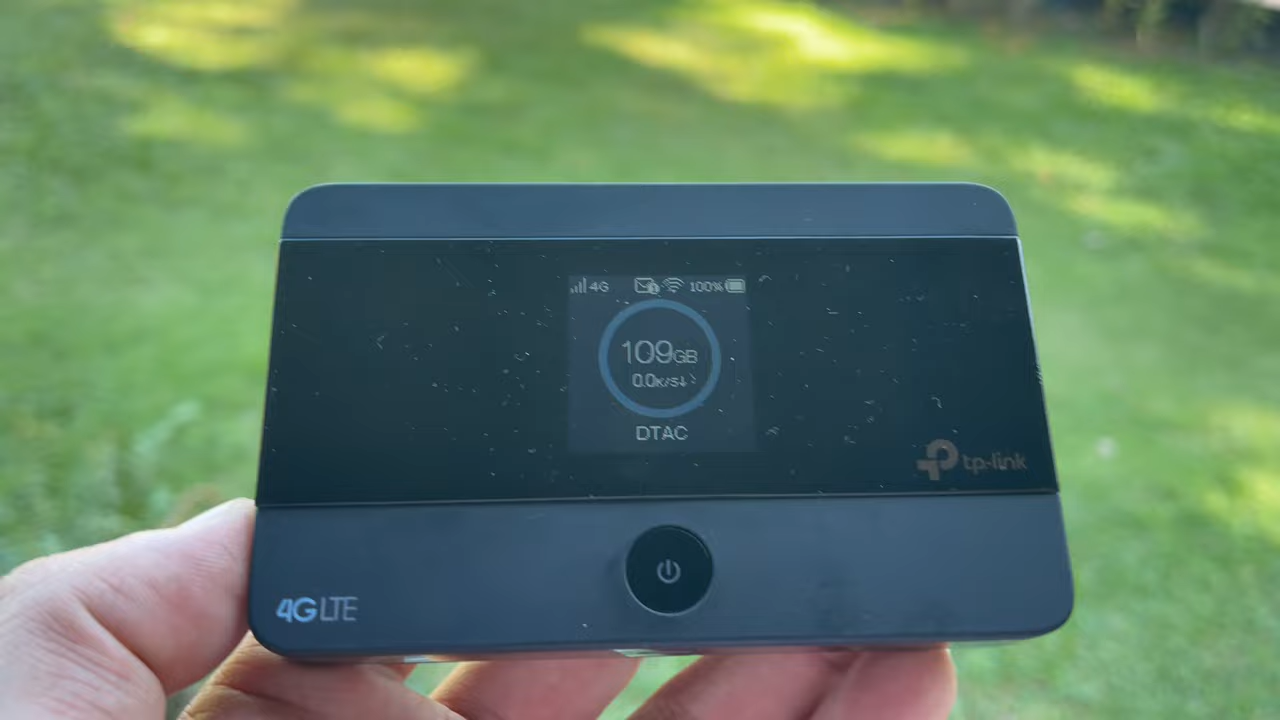 4G 100%
109GB
0.0K/S↓
DTAC
tp-link
4G LTE